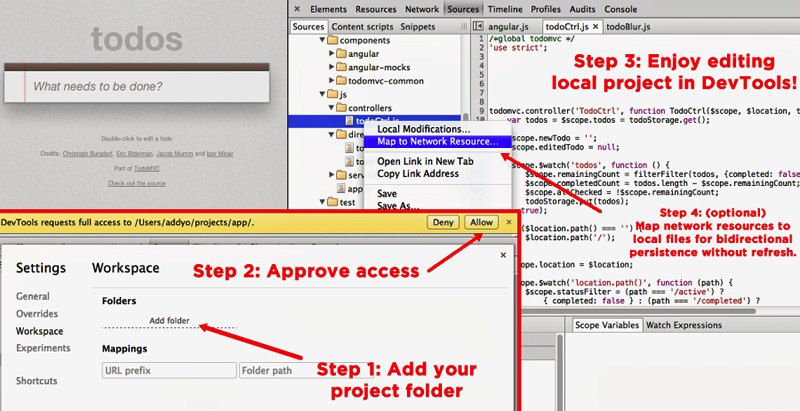 todos
What needs to be done?
Double-click to edit a todo
Credits: Christoph Burgdorf, Eric Bidelman, Jacob Mumm and Igor Minar
Part of TodoMVC
Check out the source
× Elements Resources Network Sources Timeline Profiles Audits Console
Sources Content scripts Snippets
angular.js todoCtrl.js × todoBlur.js
components
angular
angular-mocks
todomvc-common
js
controllers
todoCtrl.js
test
Local Modifications...
Map to Network Resource...
Open Link in New Tab
Copy Link Address
Save
Save As...
1 /*global todomvc */
2 'use strict';
3
4
5
6
7
8
9 todomvc.controller('TodoCtrl', function TodoCtrl($scope, $location, t
10 var todos = $scope.todos = todoStorage.get();
scope.newTodo = '';
scope.editedTodo = null;
scope.$watch('todos', function () {
$scope.remainingCount = filterFilter(todos, {completed: false
$scope.completedCount = todos.length - $scope.remainingCount;
$scope.allChecked = !$scope.remainingCount;
todoStorage.put(todos);
true);
($location.path() === '')
$location.path('/');
scope.location = $location;
scope.$watch('location.path()', function (path) {
$scope.statusFilter = (path === '/active') ?
{ completed: false } : (path === '/completed') ?
Step 3: Enjoy editing
local project in DevTools!
Step 4: (optional)
Map network resources to
local files for bidirectional
persistence without refresh.
Scope Variables Watch Expressions
DevTools requests full access to /Users/addyo/projects/app/. Deny Allow ×
Step 2: Approve access
Settings
General
Overrides
Workspace
Experiments
Shortcuts
Workspace ×
Folders
Add folder
Mappings
URL prefix Folder path
Step 1: Add your
project folder